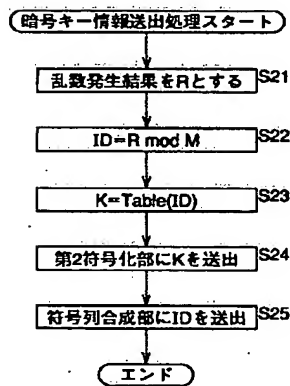 暗号キー情報送出処理スタート
乱数発生結果をRとする S21
ID=R mod M S22
K=Table(ID) S23
第2符号化部にKを送出 S24
符号列合成部にIDを送出 S25
エンド